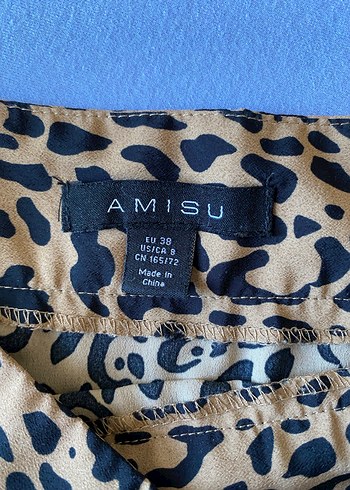 AMISU
EU 38
US/CA 8
CN 165/72
Made in
China